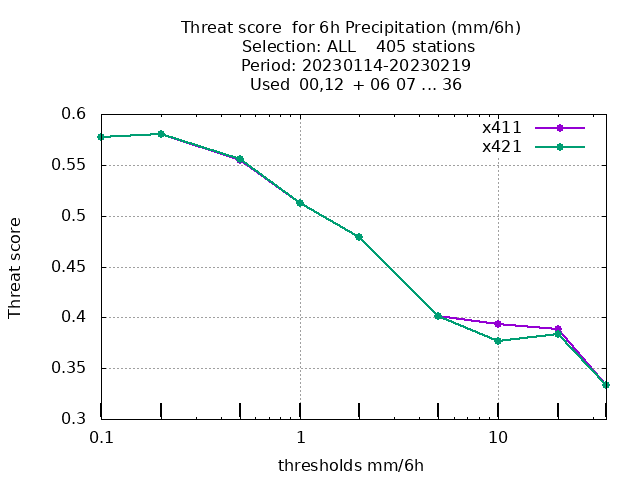 Threat score  for 6h Precipitation (mm/6h)
Selection: ALL    405 stations
Period: 20230114-20230219
Used  00,12  + 06 07 ... 36
x411
x421
0.6
0.55
0.5
0.45
0.4
0.35
0.3
Threat score
0.1
1
10
thresholds mm/6h